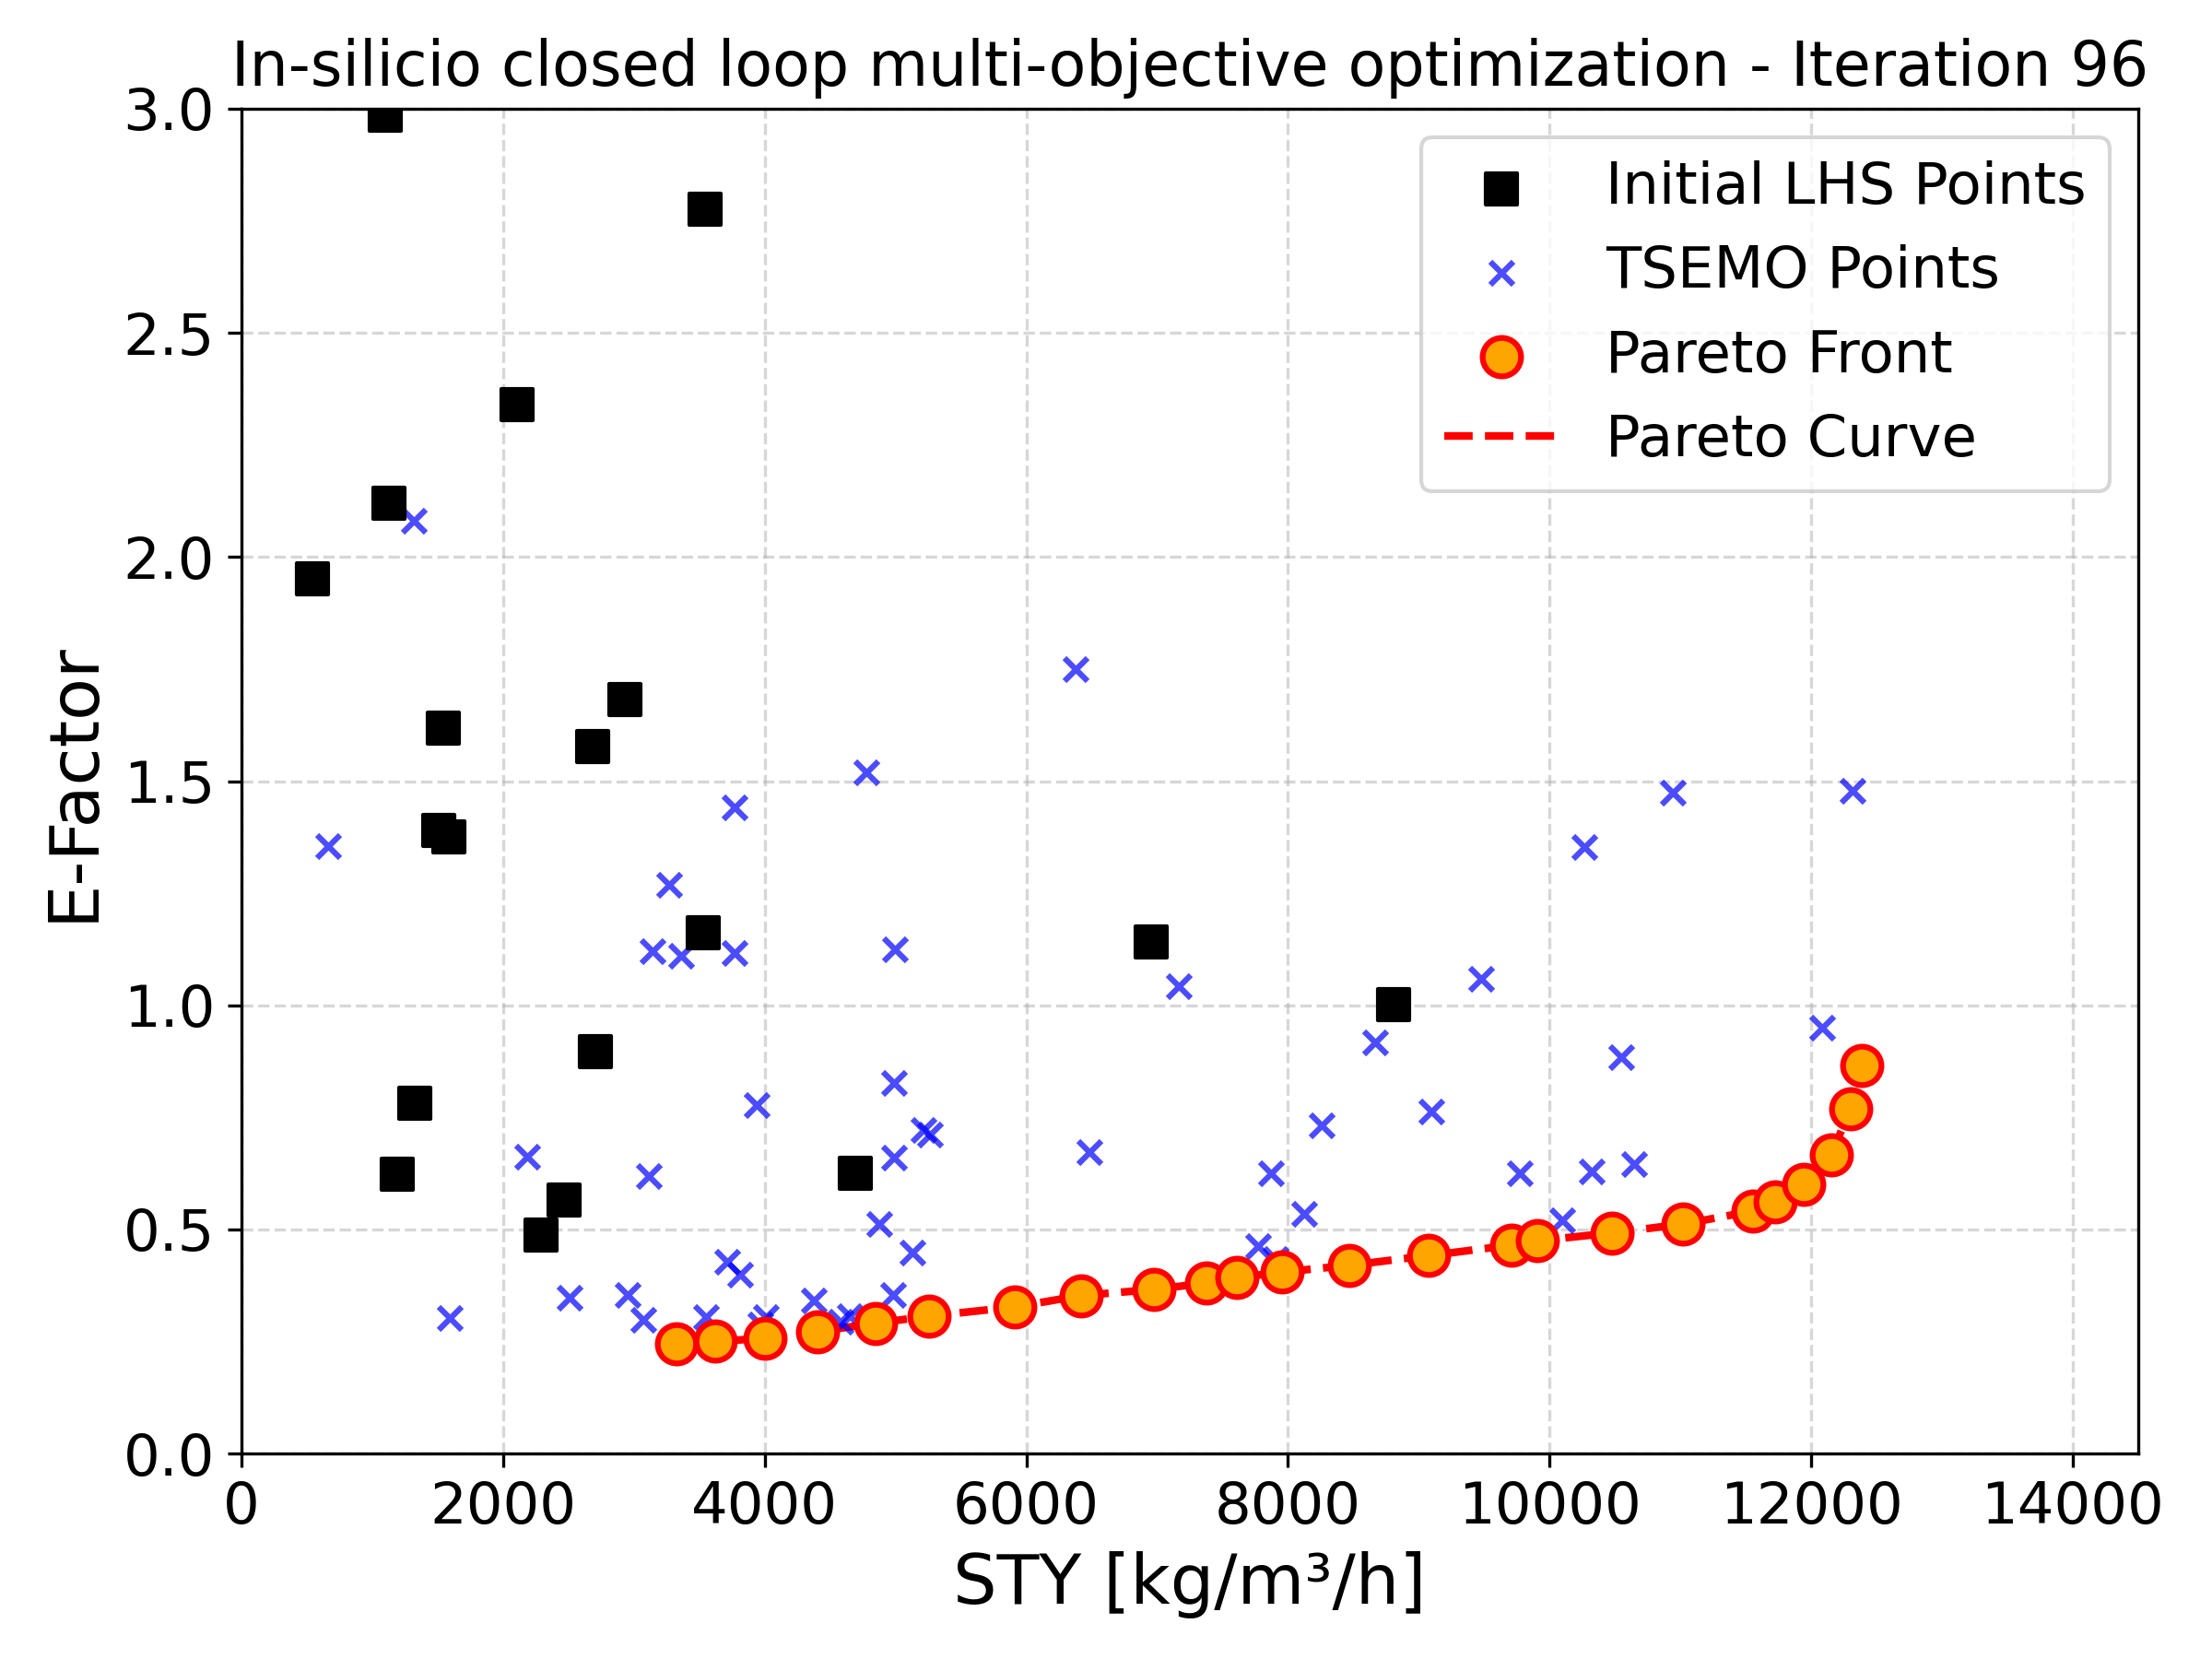 In-silicio closed loop multi-objective optimization - Iteration 96
3.0
2.5
2.0
1.5
1.0
0.5
0.0
E-Factor
Initial LHS Points
TSEMO Points
Pareto Front
Pareto Curve
0 2000 4000 6000 8000 10000 12000 14000
STY [kg/m³/h]